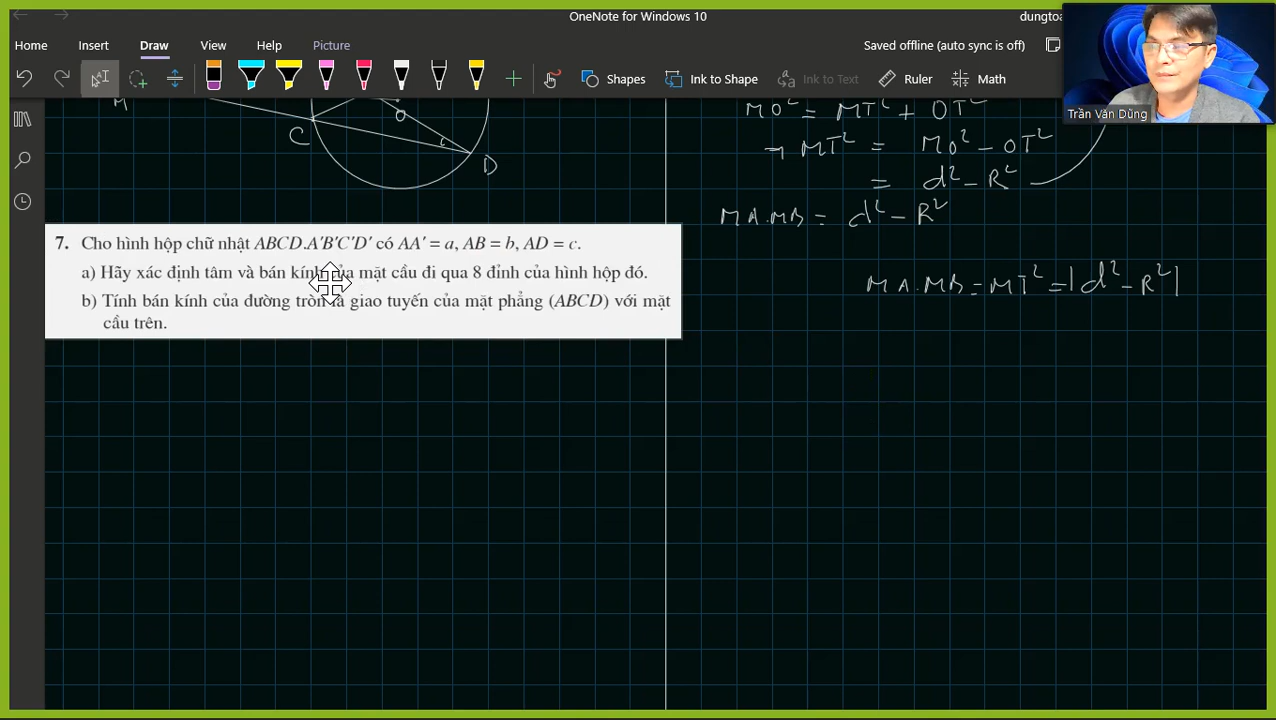 OneNote for Windows 10
dungtoa
Home Insert Draw View Help Picture
Saved offline (auto sync is off)
Shapes Ink to Shape Ink to Text Ruler Math
Trần Văn Dũng
M
O
C
D
MO² = MT² + OT²
→ MT² = MO² - OT²
= d² - R²
MA.MB = d² - R²
MA.MB = MT² = |d² - R²|
7. Cho hình hộp chữ nhật ABCD.A′B′C′D′ có AA′ = a, AB = b, AD = c.
a) Hãy xác định tâm và bán kính của mặt cầu đi qua 8 đỉnh của hình hộp đó.
b) Tính bán kính của đường tròn là giao tuyến của mặt phẳng (ABCD) với mặt
cầu trên.